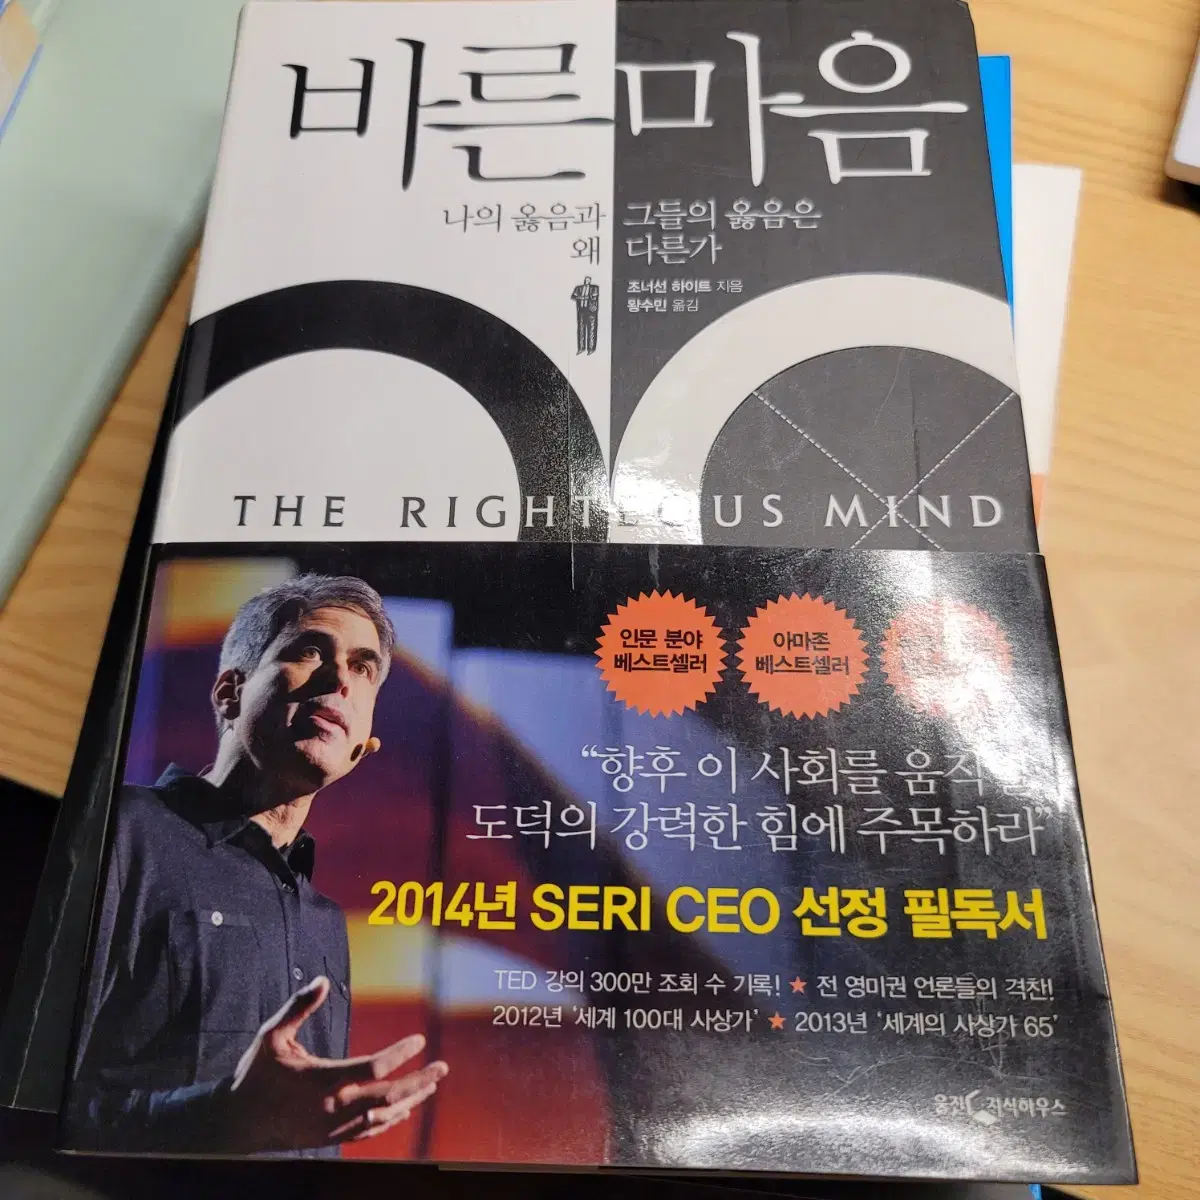 바른마음
나의 옳음과 그들의 옳음은
왜 다른가
조너선 하이트 지음
황수민 옮김
THE RIGHTEOUS MIND
인문 분야
베스트셀러
아마존
베스트셀러
“향후 이 사회를 움직일
도덕의 강력한 힘에 주목하라”
2014년 SERI CEO 선정 필독서
TED 강의 300만 조회 수 기록! ★ 전 영미권 언론들의 격찬!
2012년 ‘세계 100대 사상가’ ★ 2013년 ‘세계의 사상가 65’
웅진 지식하우스